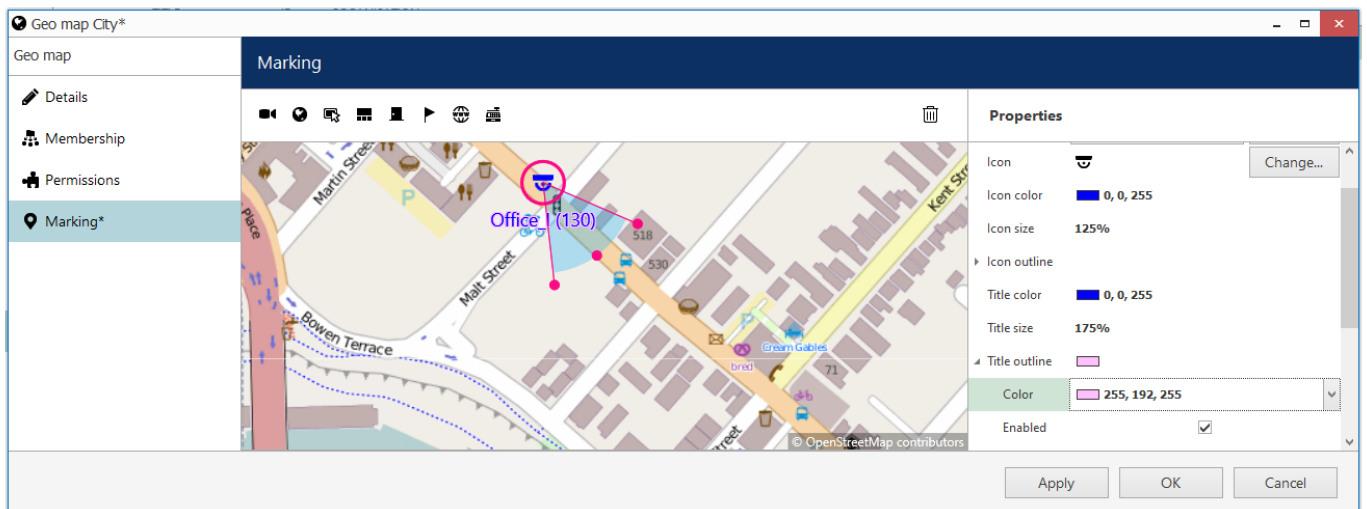 Geo map City*
Geo map
Details
Membership
Permissions
Marking*
Marking
Martin Street
Place
Office_I (130)
518
530
Malt Street
Bowen Terrace
P
P
Kent Str
Cream Gables
bred
71
treet
© OpenStreetMap contributors
Properties
Icon Change...
Icon color 0, 0, 255
Icon size 125%
Icon outline
Title color 0, 0, 255
Title size 175%
Title outline
Color 255, 192, 255
Enabled
Apply OK Cancel